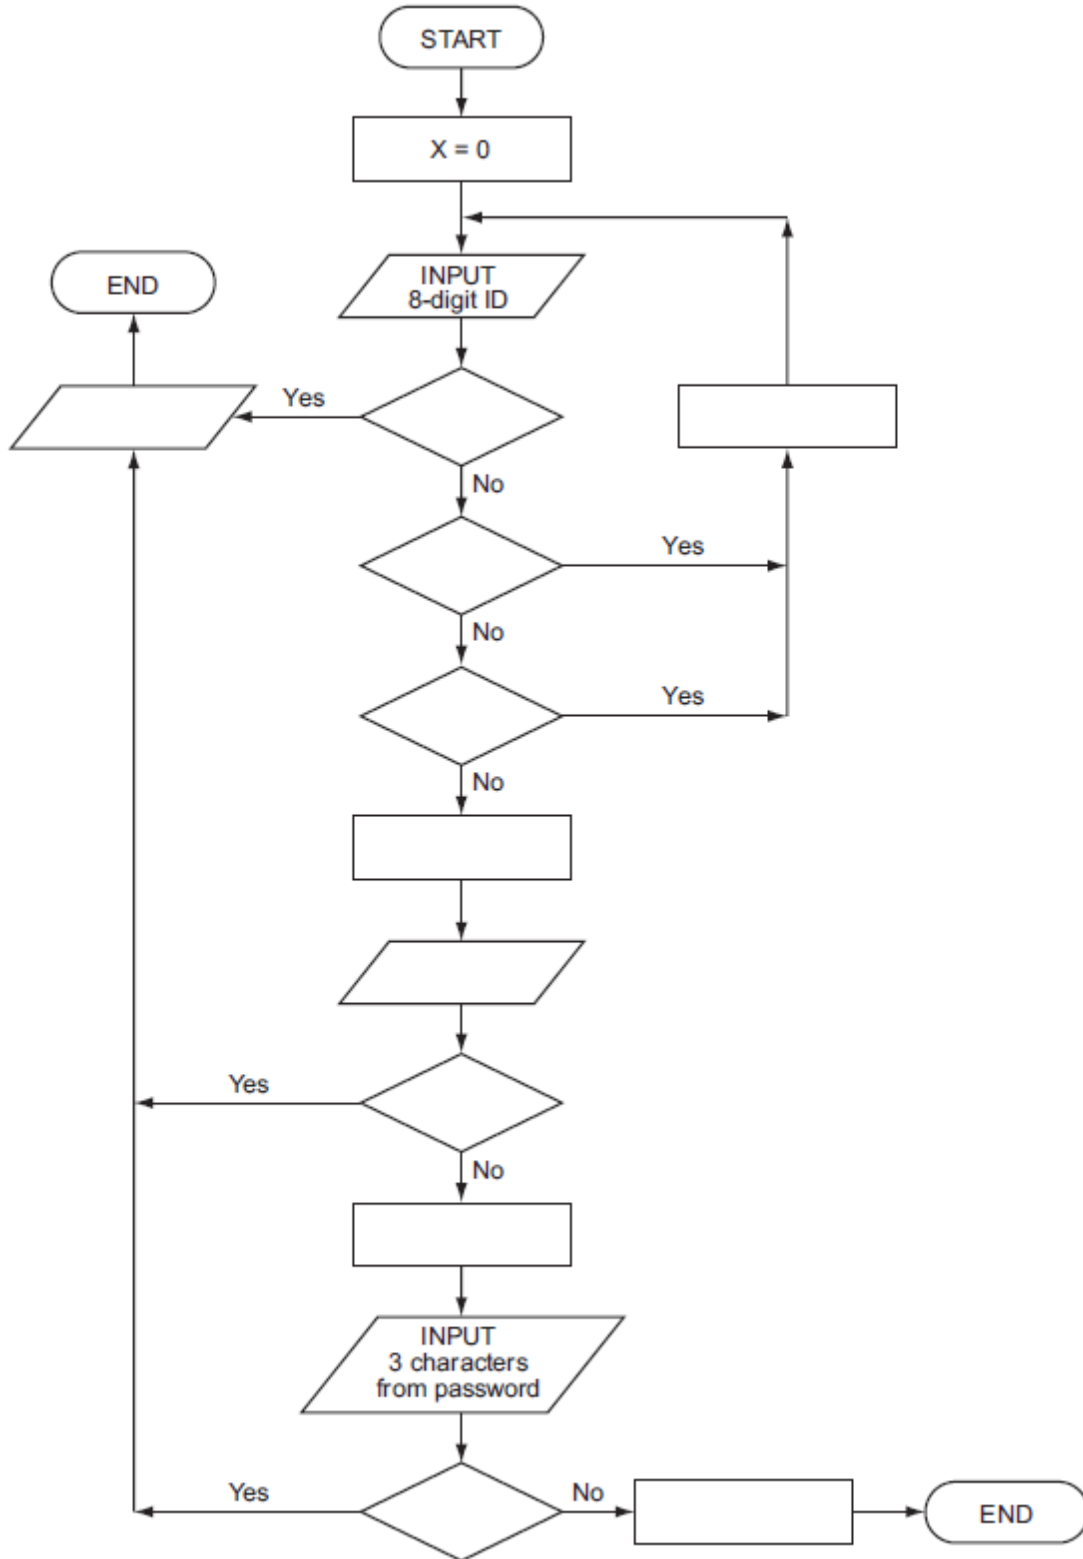 START
X = 0
END
INPUT
8-digit ID
Yes
No
Yes
No
Yes
No
Yes
No
INPUT
3 characters
from password
Yes
No
END